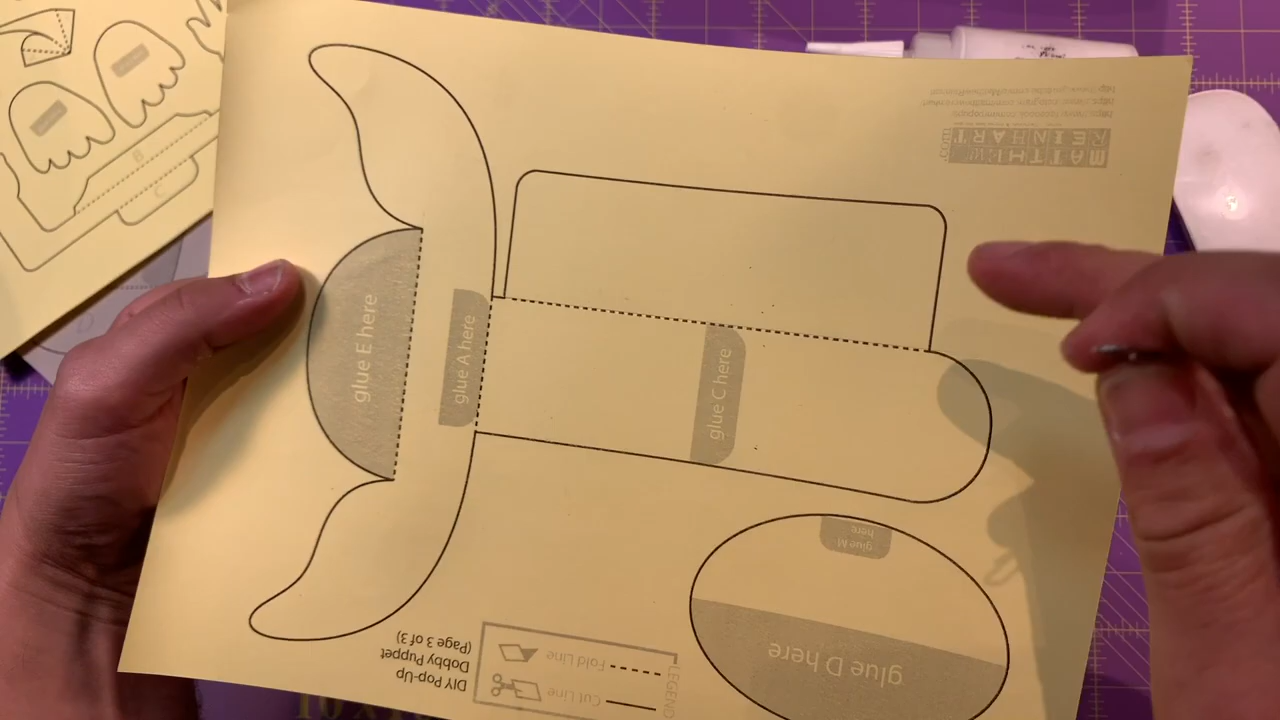 glue E here
glue A here
glue C here
glue M
here
glue D here
DIY Pop-Up
Dobby Puppet
(Page 3 of 3)
LEGEND
Cut Line
Fold Line
MATTHEW
REINHART
B
C
D